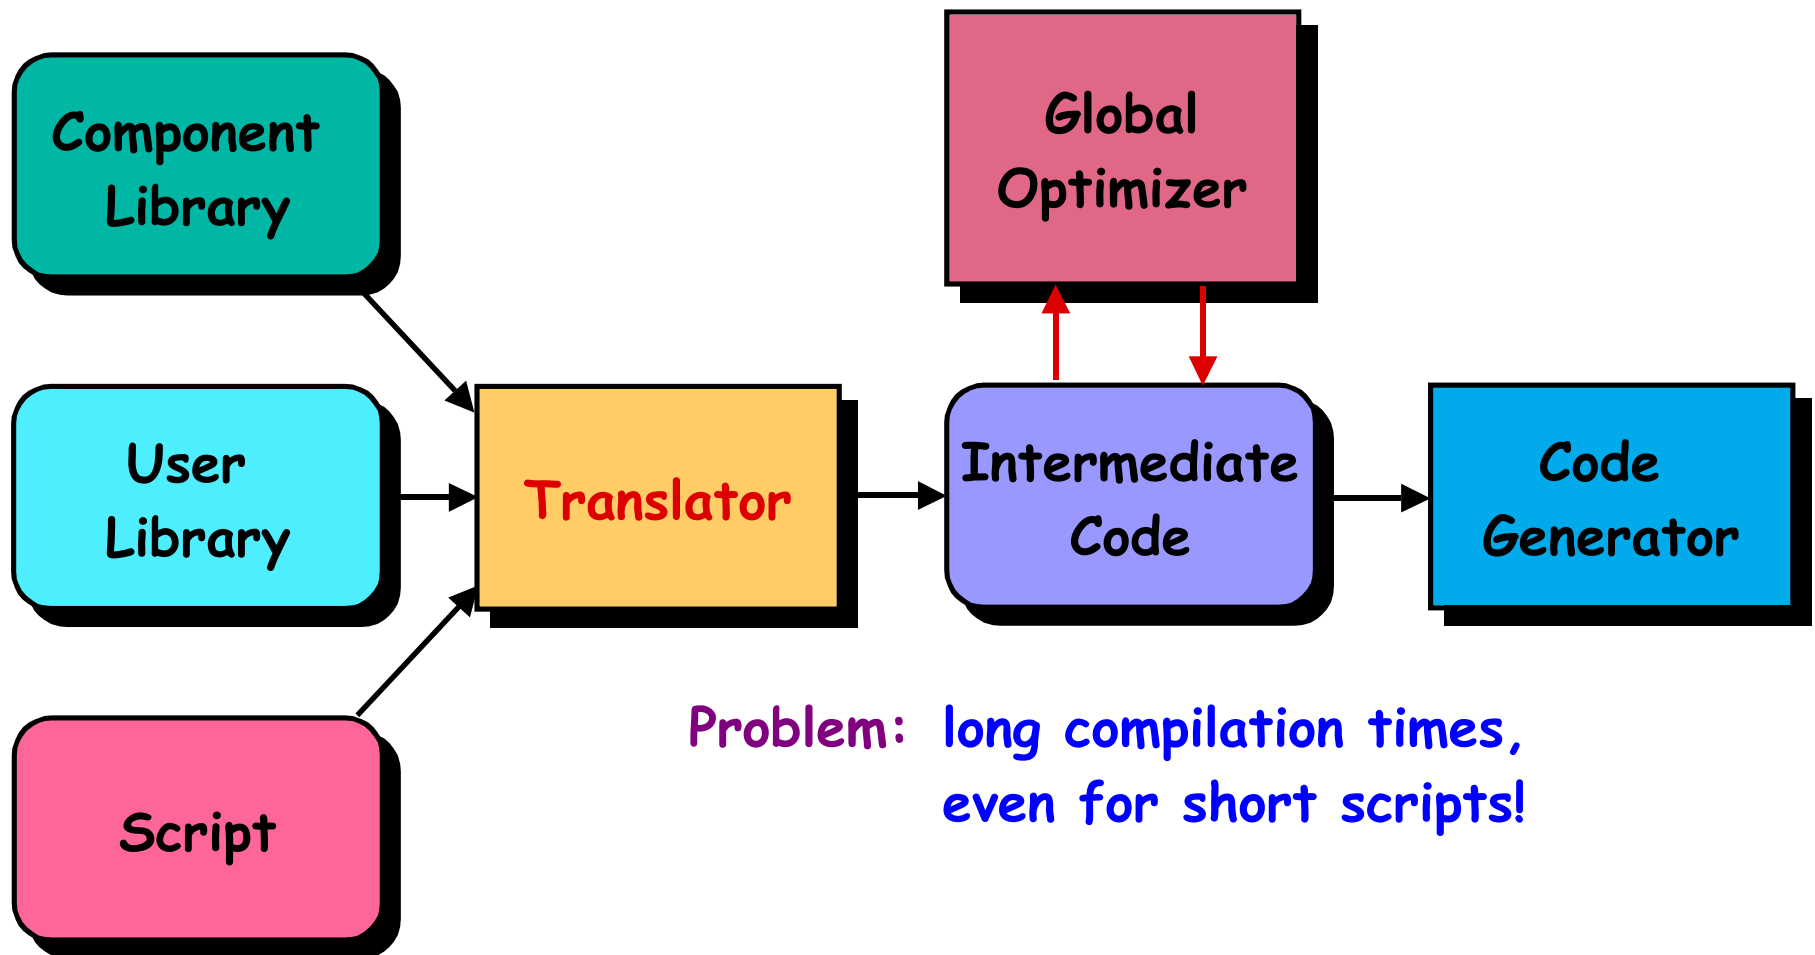 Component
Library
User
Library
Script
Translator
Global
Optimizer
Intermediate
Code
Code
Generator
Problem: long compilation times,
even for short scripts!